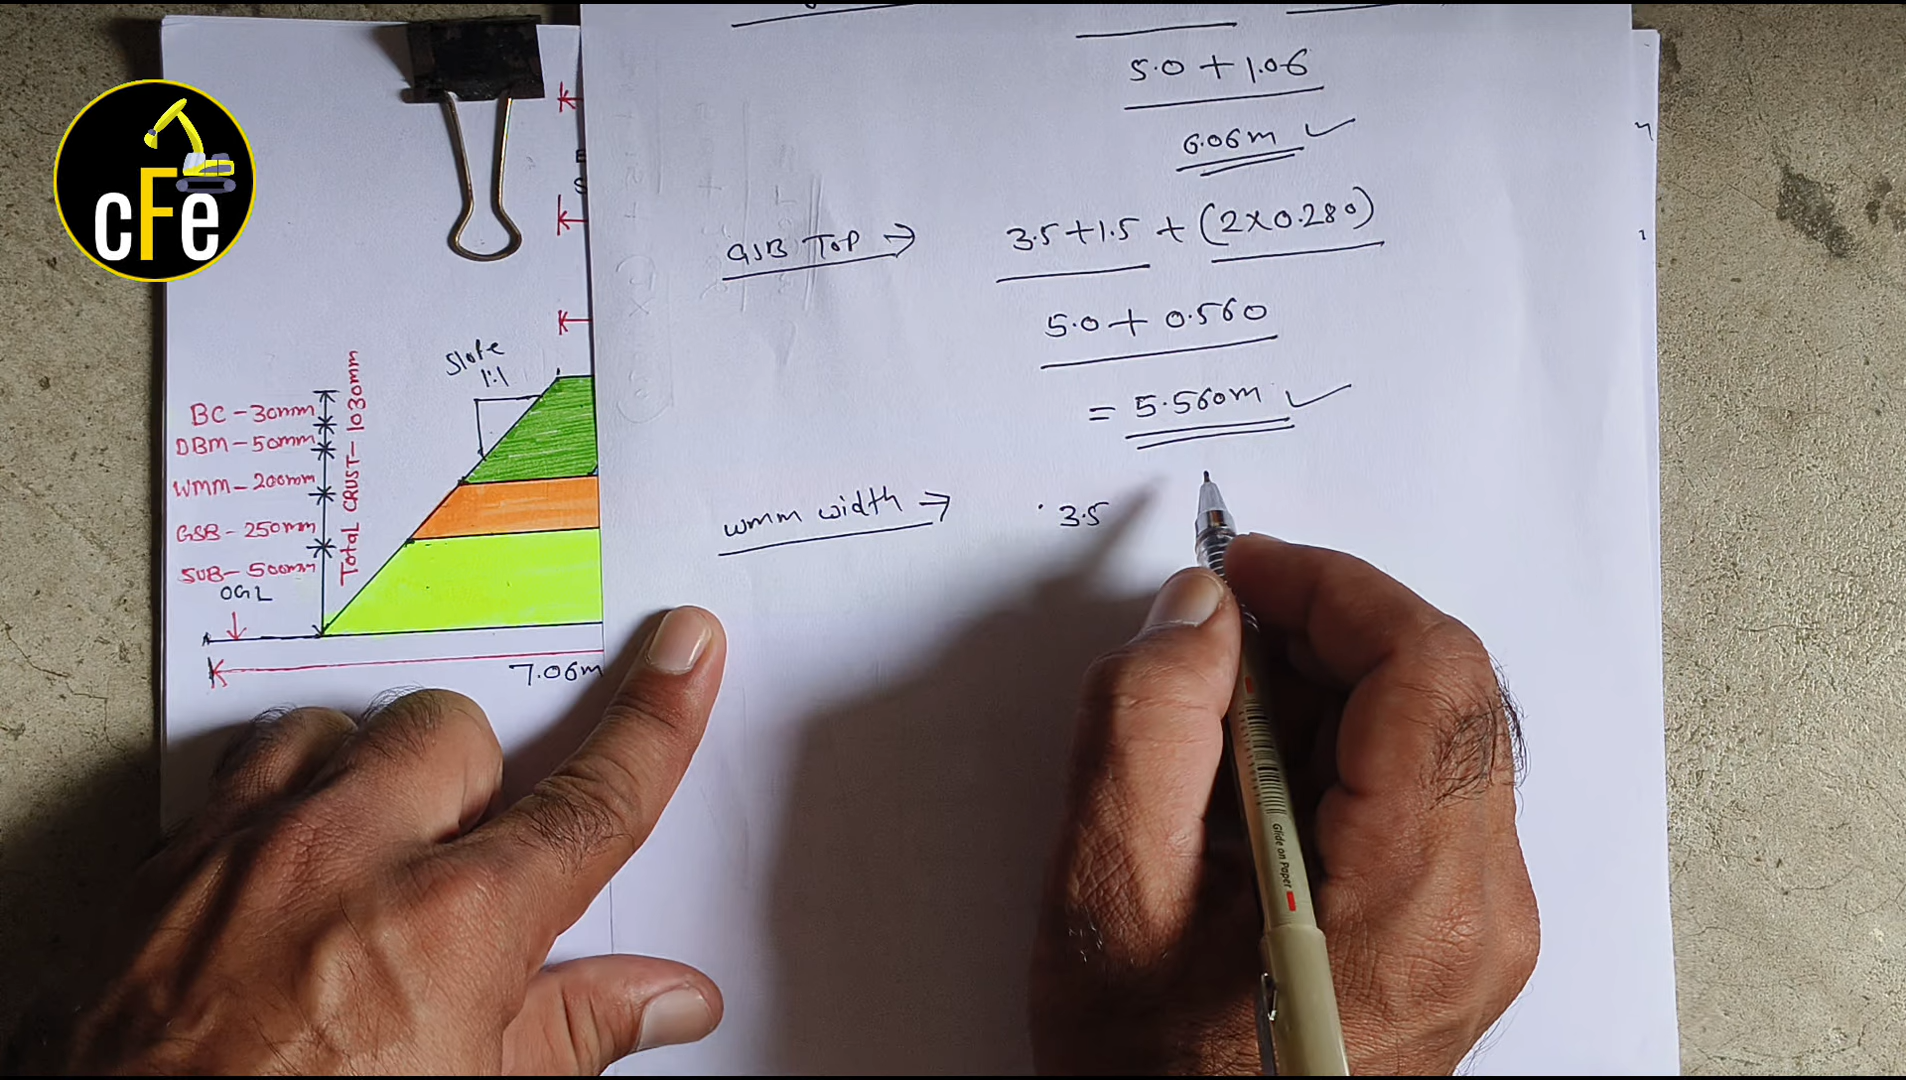 cFe
5.0 + 1.06
6.06m
GSB TOP → 3.5+1.5 + (2x0.280)
5.0 + 0.560
= 5.560m
wmm width → 3.5
Slope
1:1
Total CRUST-1030mm
BC-30mm
DBM-50mm
WMM-200mm
GSB-250mm
SUB-500mm
OGL
7.06m
Glide on Paper